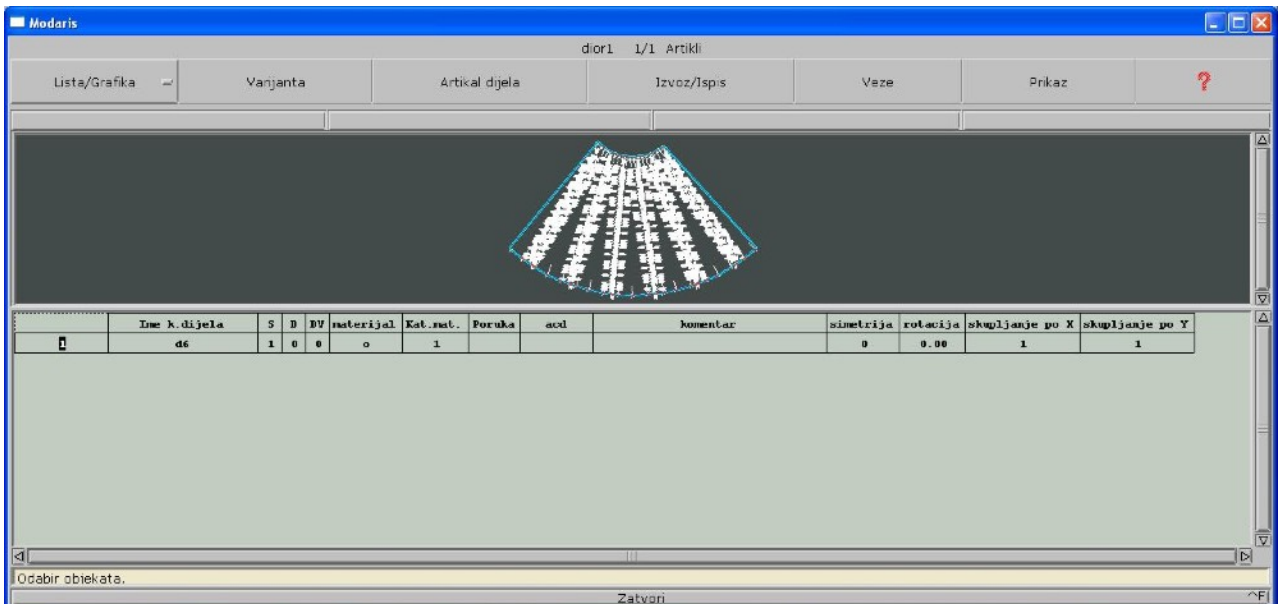 Modaris
dior1 1/1 Artikli
Lista/Grafika Varijanta Artikal dijela Izvoz/Ispis Veze Prikaz ?
Ime k.dijela S D DV materijal Kat.mat. Poruka acd komentar simetrija rotacija skupljanje po X skupljanje po Y
1 d6 1 0 0 o 1 0 0.00 1 1
Odabir objekata.
Zatvori ^F